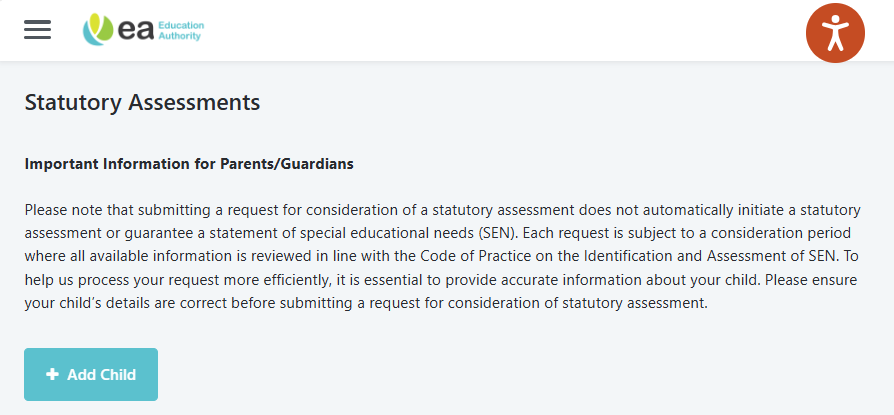 ea Education
Authority
Statutory Assessments
Important Information for Parents/Guardians
Please note that submitting a request for consideration of a statutory assessment does not automatically initiate a statutory
assessment or guarantee a statement of special educational needs (SEN). Each request is subject to a consideration period
where all available information is reviewed in line with the Code of Practice on the Identification and Assessment of SEN. To
help us process your request more efficiently, it is essential to provide accurate information about your child. Please ensure
your child’s details are correct before submitting a request for consideration of statutory assessment.
+ Add Child